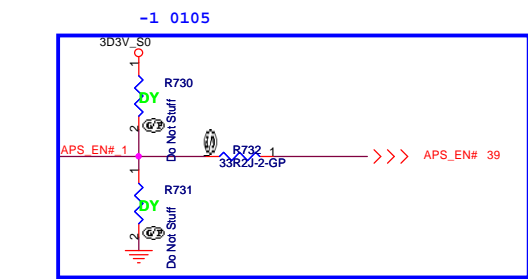 -1 0105
3D3V_S0
1
R730
DY
2
Do Not Stuff
APS_EN#_1
R732
1
33R2J-2-GP
APS_EN# 39
1
R731
DY
2
Do Not Stuff